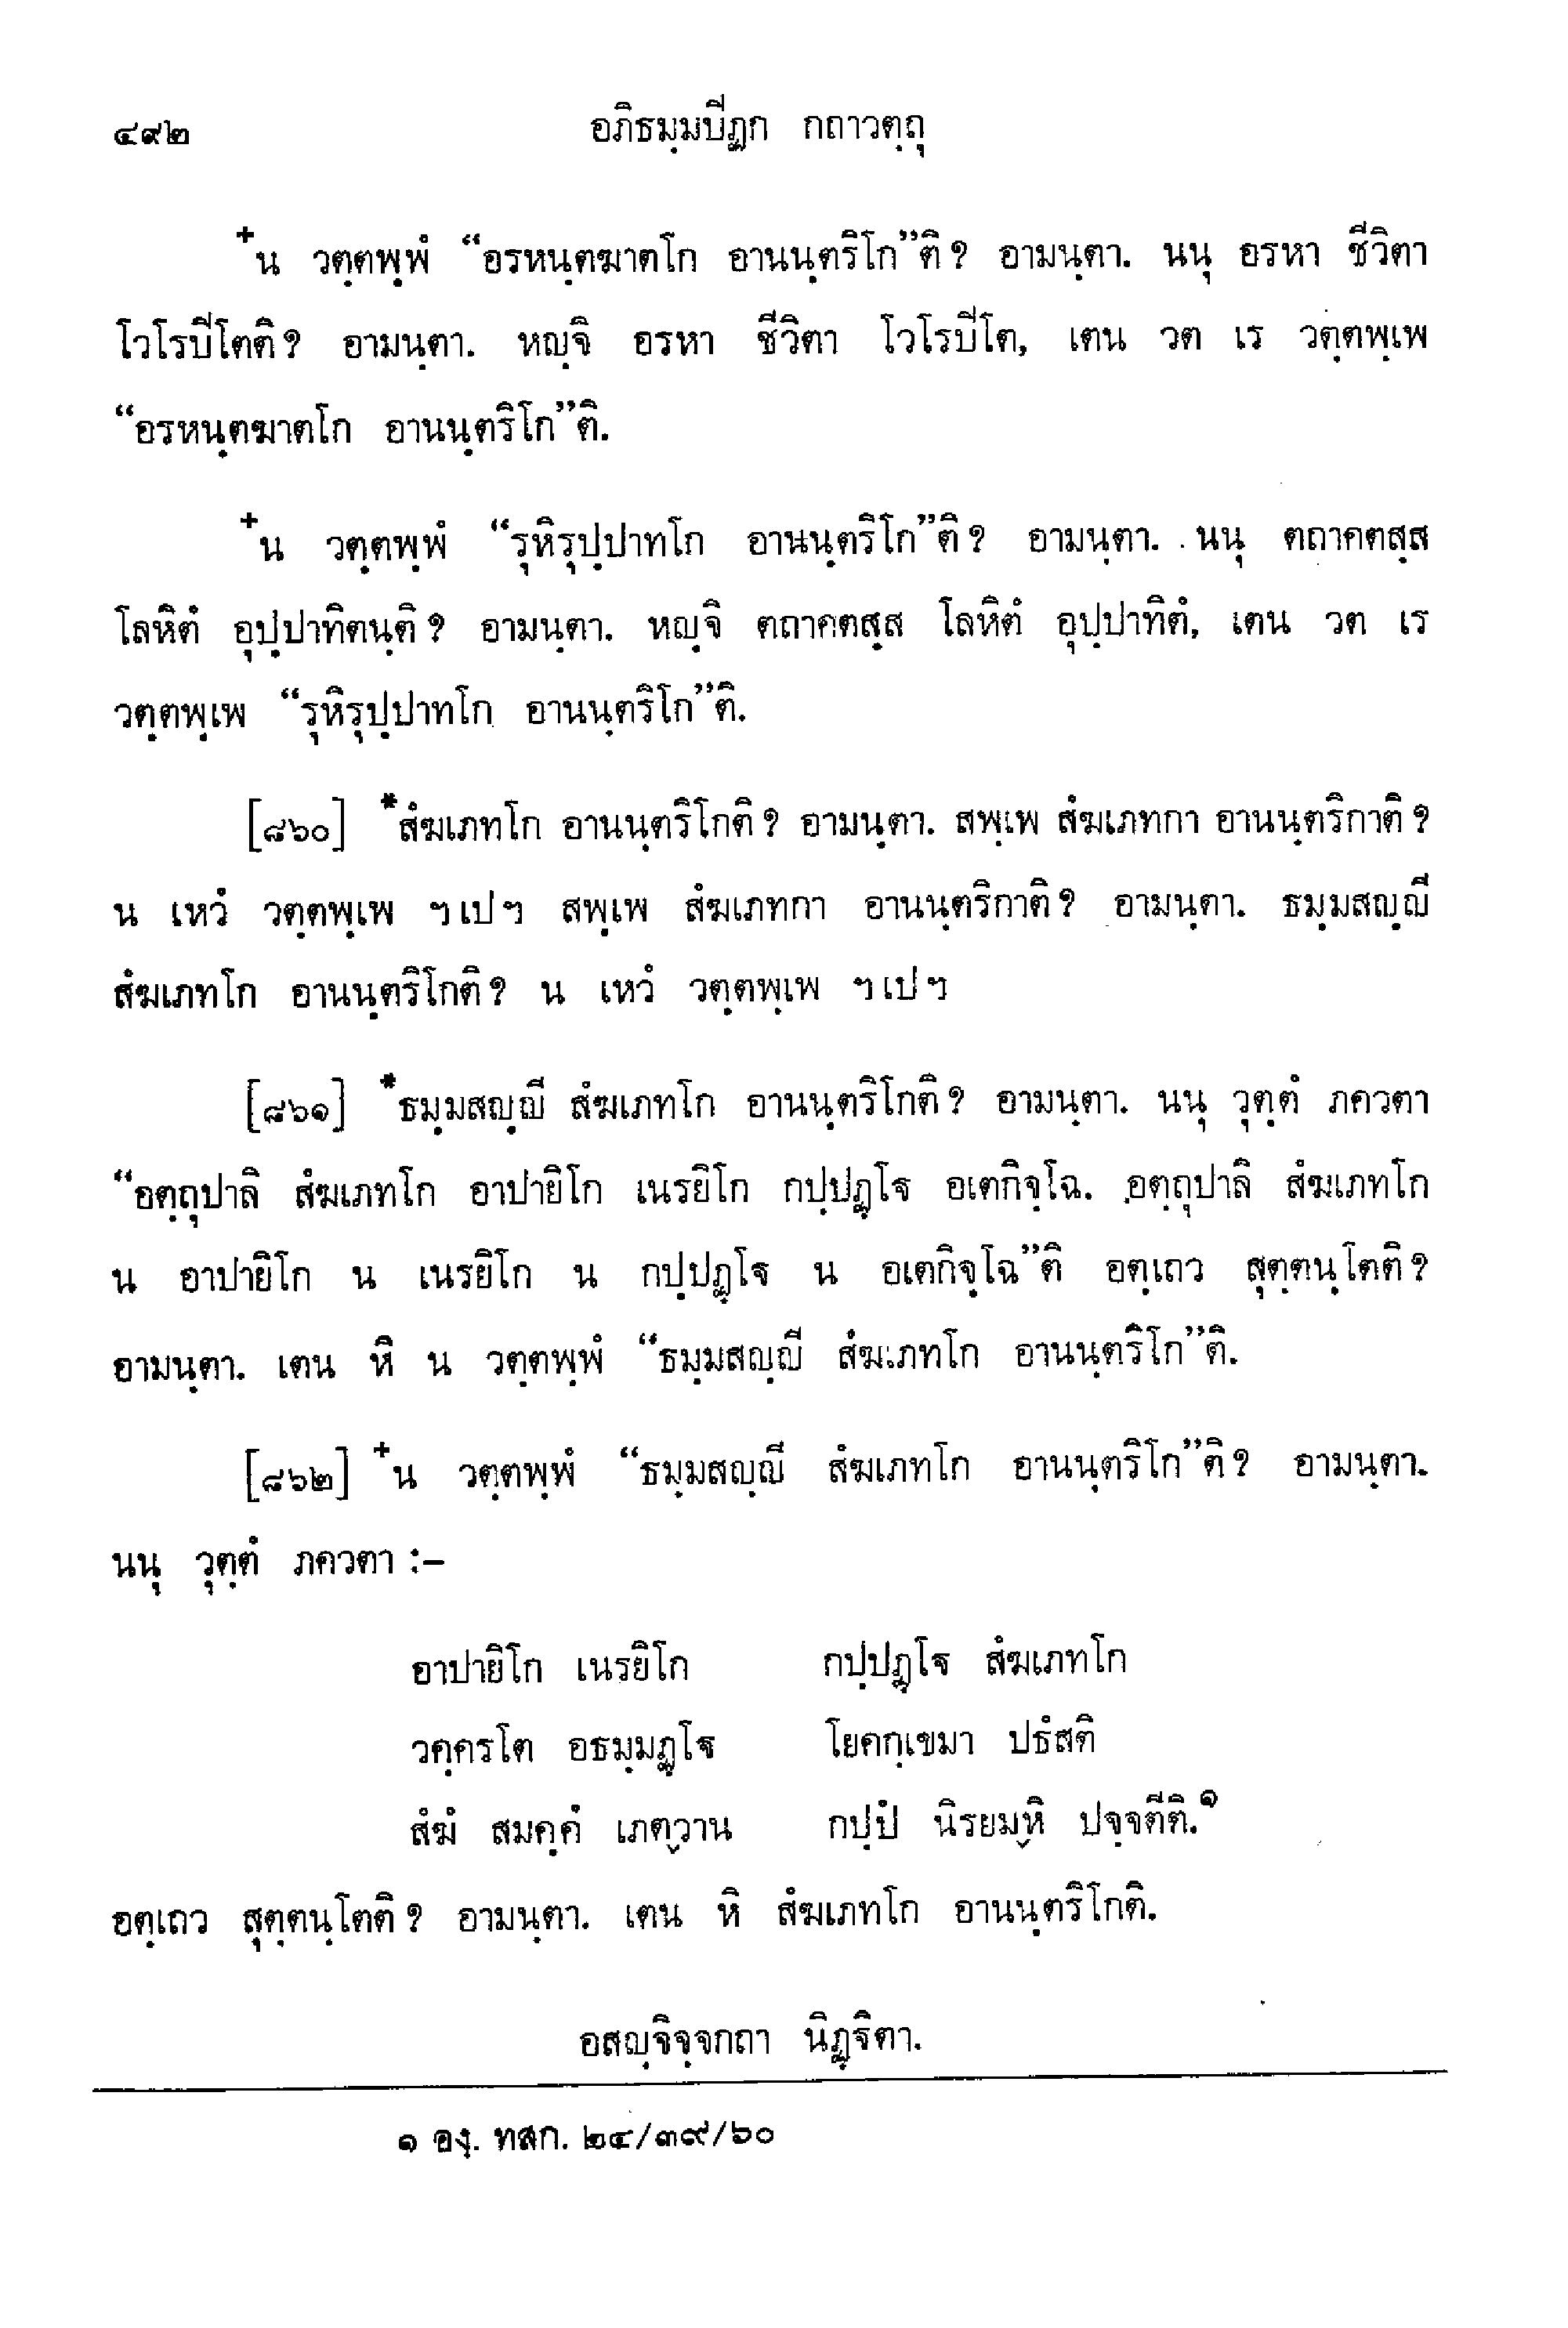 ๔๙๒ อภิธมฺมปิฏก กถาวตฺถุ
+น วตฺตพฺพํ “อรหนฺตฆาตโก อานนฺตริโก”ติ? อามนฺตา. นนุ อรหา ชีวิตา
โวโรปิโตติ? อามนฺตา. หญฺจิ อรหา ชีวิตา โวโรปิโต, เตน วต เร วตฺตพฺเพ
“อรหนฺตฆาตโก อานนฺตริโก”ติ.
+น วตฺตพฺพํ “รุหิรุปฺปาทโก อานนฺตริโก”ติ? อามนฺตา. นนุ ตถาคตสฺส
โลหิตํ อุปฺปาทิตนฺติ? อามนฺตา. หญฺจิ ตถาคตสฺส โลหิตํ อุปฺปาทิตํ, เตน วต เร
วตฺตพฺเพ “รุหิรุปฺปาทโก อานนฺตริโก”ติ.
[๘๖๐] *สํฆเภทโก อานนฺตริโกติ? อามนฺตา. สพฺเพ สํฆเภทกา อานนฺตริกาติ?
น เหวํ วตฺตพฺเพ ฯเปฯ สพฺเพ สํฆเภทกา อานนฺตริกาติ? อามนฺตา. ธมฺมสญฺญี
สํฆเภทโก อานนฺตริโกติ? น เหวํ วตฺตพฺเพ ฯเปฯ
[๘๖๑] *ธมฺมสญฺญี สํฆเภทโก อานนฺตริโกติ? อามนฺตา. นนุ วุตฺตํ ภควตา
“อตฺถุปาลิ สํฆเภทโก อาปายิโก เนรยิโก กปฺปฏฺโฐ อเตกิจฺโฉ. อตฺถุปาลิ สํฆเภทโก
น อาปายิโก น เนรยิโก น กปฺปฏฺโฐ น อเตกิจฺโฉ”ติ อตฺเถว สุตฺตนฺโตติ?
อามนฺตา. เตน หิ น วตฺตพฺพํ “ธมฺมสญฺญี สํฆเภทโก อานนฺตริโก”ติ.
[๘๖๒] +น วตฺตพฺพํ “ธมฺมสญฺญี สํฆเภทโก อานนฺตริโก”ติ? อามนฺตา.
นนุ วุตฺตํ ภควตา :–
อาปายิโก เนรยิโก กปฺปฏฺโฐ สํฆเภทโก
วคฺครโต อธมฺมฏฺโฐ โยคกฺเขมา ปธํสติ
สํฆํ สมคฺคํ เภตฺวาน กปฺปํ นิรยมฺหิ ปจฺจตีติ.๑
อตฺเถว สุตฺตนฺโตติ? อามนฺตา. เตน หิ สํฆเภทโก อานนฺตริโกติ.
อสญฺจิจฺจกถา นิฏฺฐิตา.
๑ องฺ. ทสก. ๒๔/๓๙/๖๐